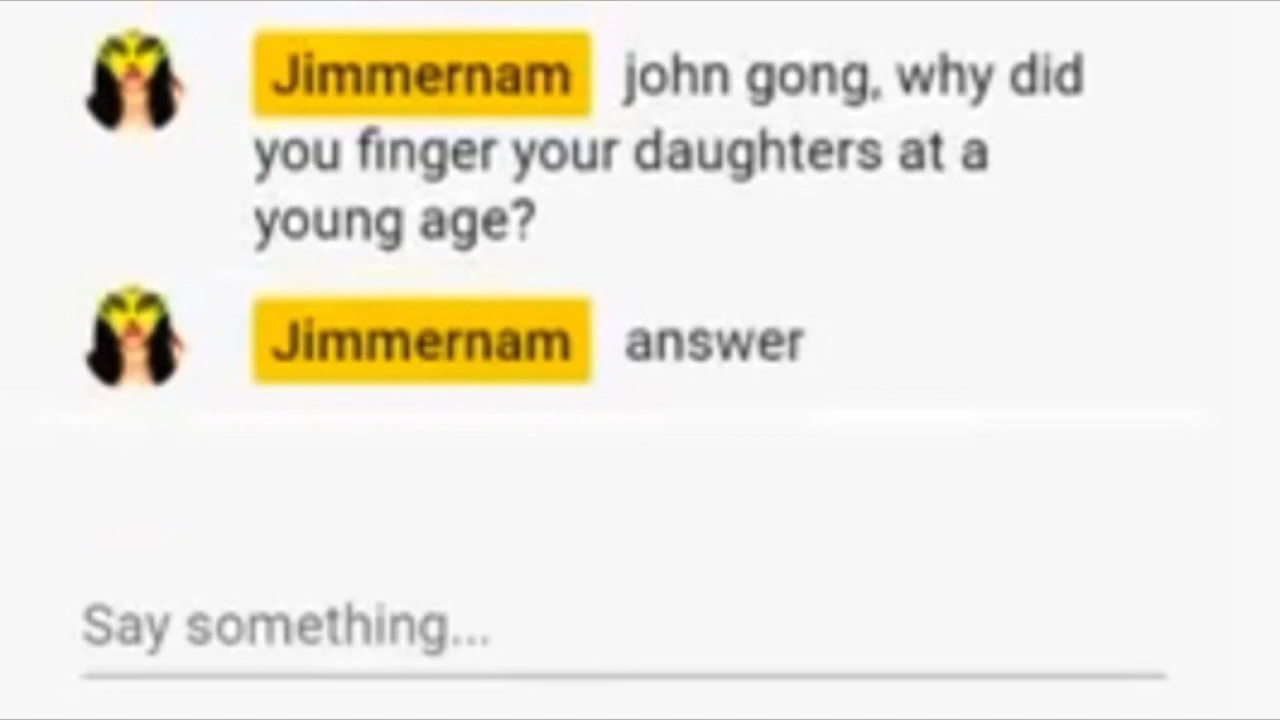 Jimmernam john gong, why did
you finger your daughters at a
young age?
Jimmernam answer
Say something...